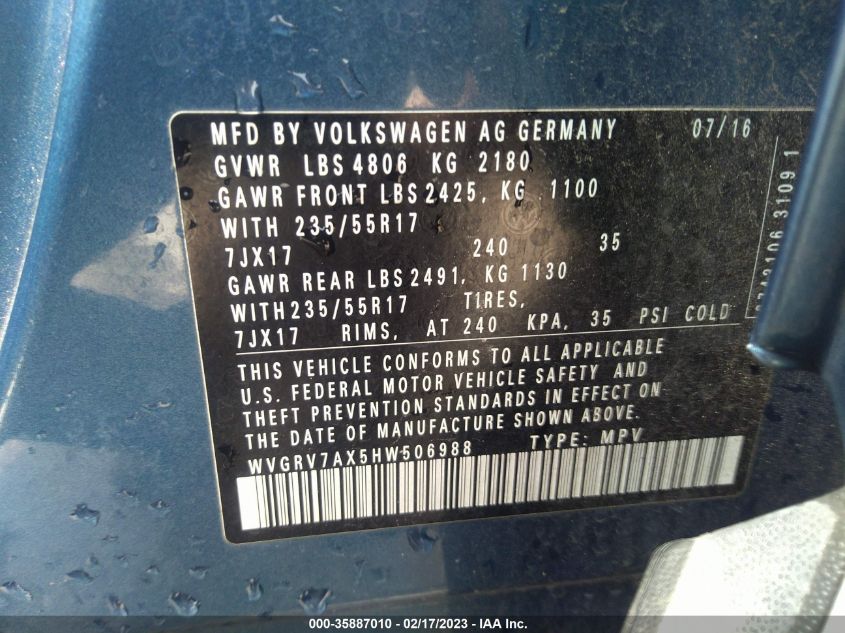 MFD BY VOLKSWAGEN AG GERMANY 07/16
GVWR LBS 4806 KG 2180
GAWR FRONT LBS 2425, KG 1100
WITH 235/55R17
7JX17 240 35
GAWR REAR LBS 2491, KG 1130
WITH 235/55R17 TIRES,
7JX17 RIMS, AT 240 KPA, 35 PSI COLD
THIS VEHICLE CONFORMS TO ALL APPLICABLE
U.S. FEDERAL MOTOR VEHICLE SAFETY AND
THEFT PREVENTION STANDARDS IN EFFECT ON
THE DATE OF MANUFACTURE SHOWN ABOVE.
WVGRV7AX5HW506988 TYPE: MPV
000-35887010 - 02/17/2023 - IAA Inc.